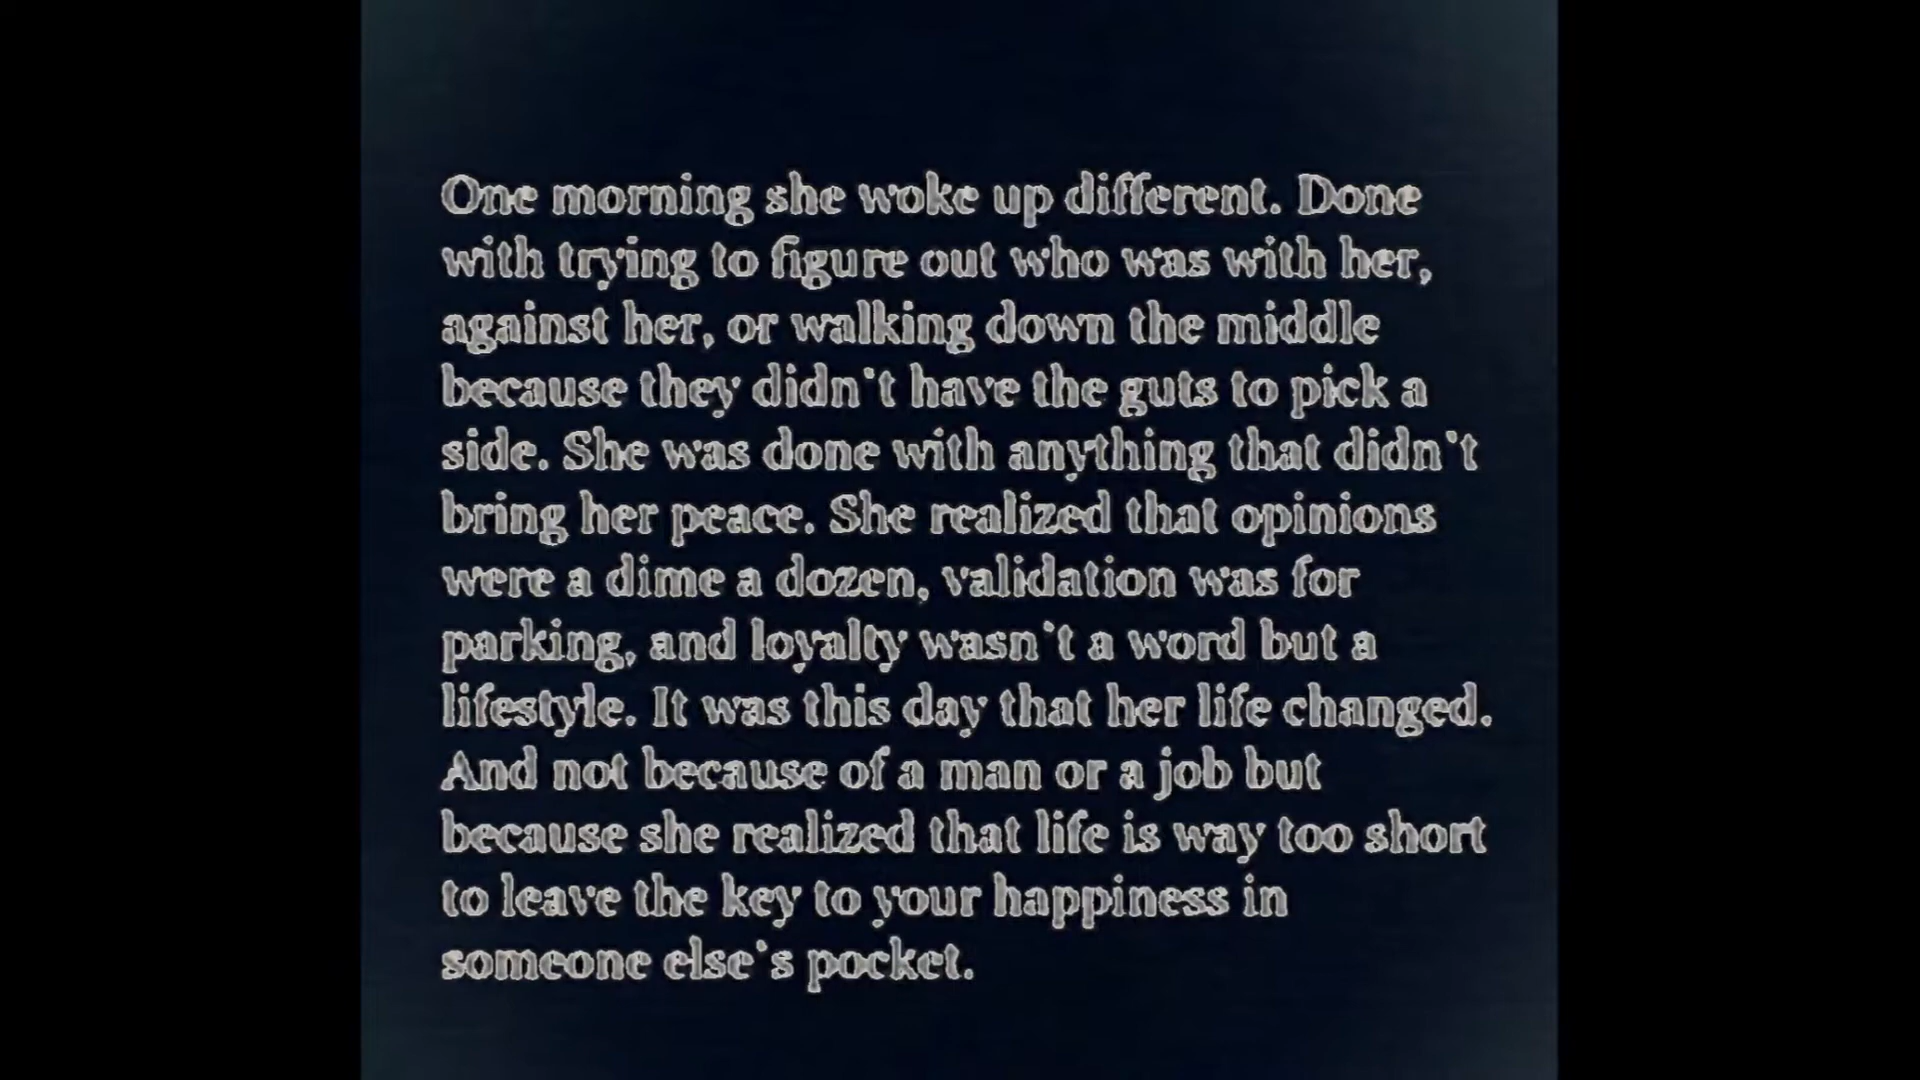 One morning she woke up different. Done
with trying to figure out who was with her,
against her, or walking down the middle
because they didn't have the guts to pick a
side. She was done with anything that didn't
bring her peace. She realized that opinions
were a dime a dozen, validation was for
parking, and loyalty wasn't a word but a
lifestyle. It was this day that her life changed.
And not because of a man or a job but
because she realized that life is way too short
to leave the key to your happiness in
someone else's pocket.